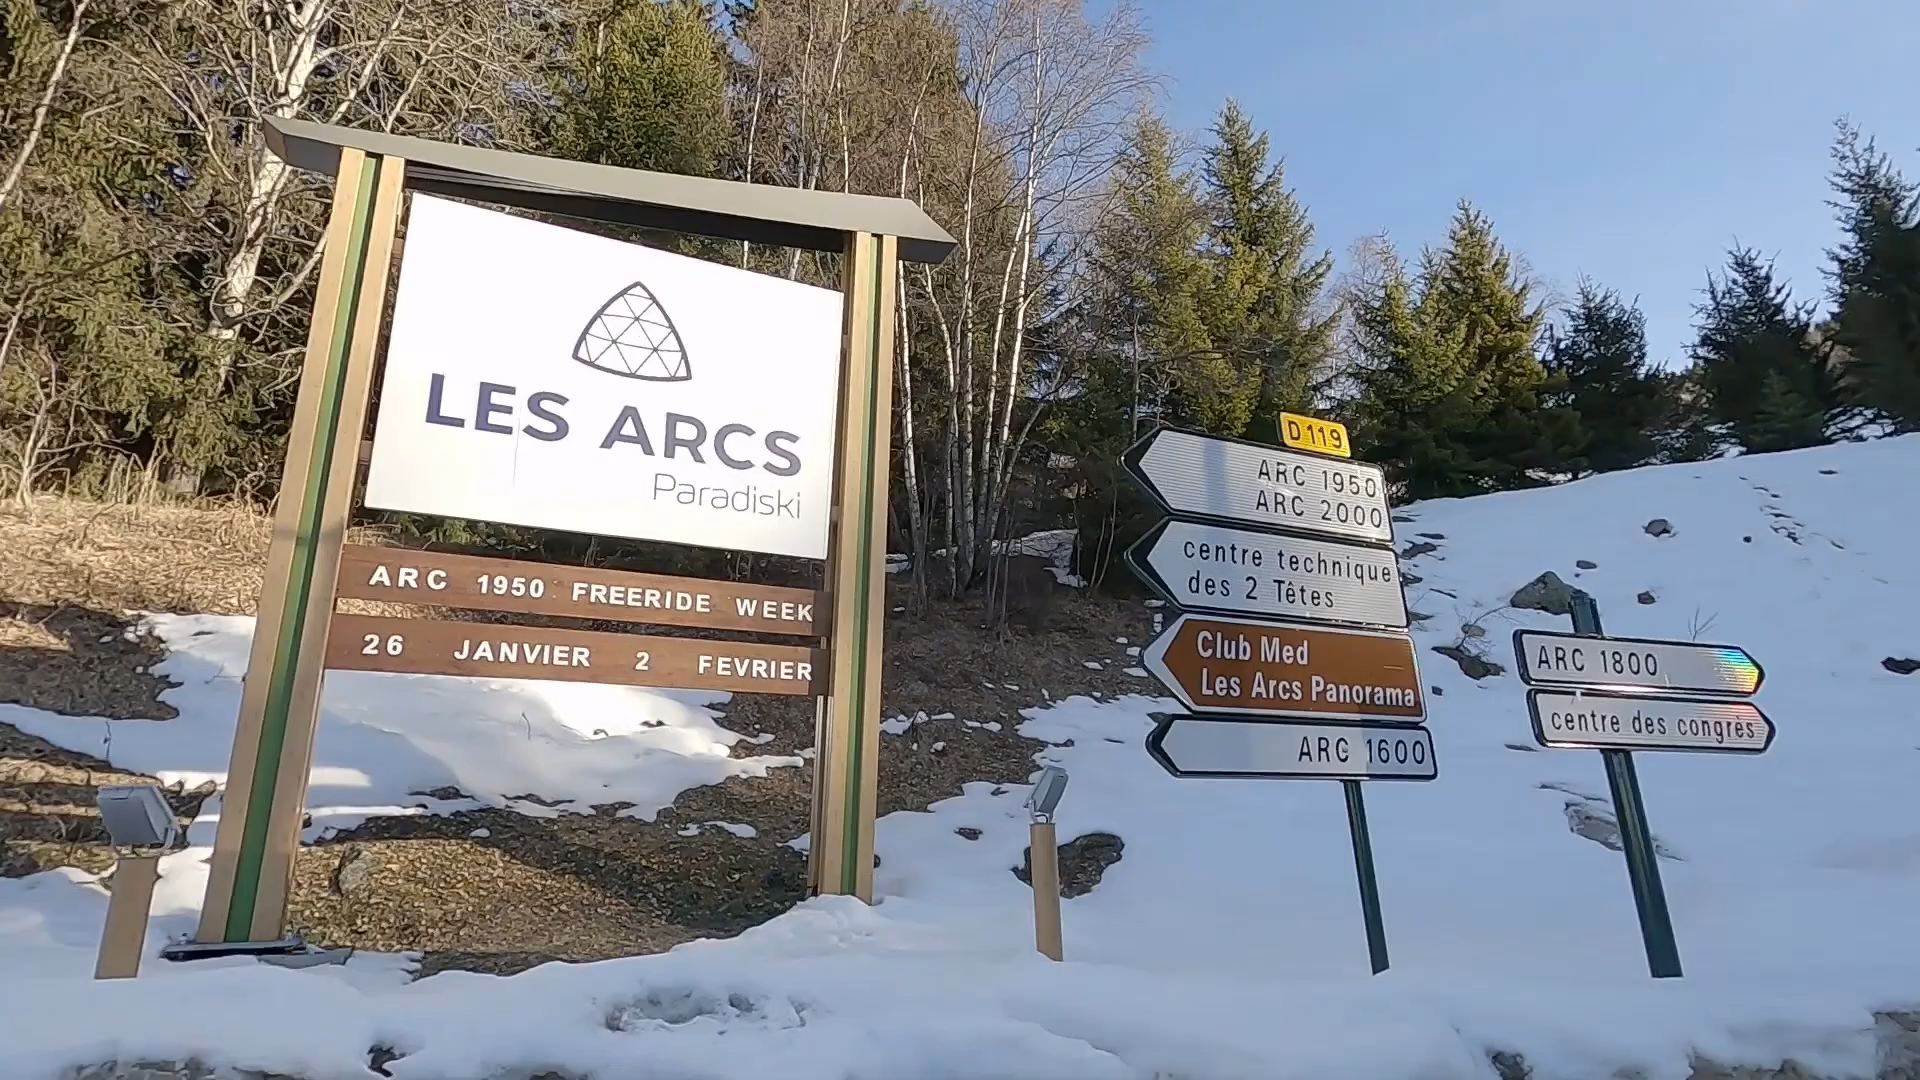 LES ARCS
Paradiski
ARC 1950 FREERIDE WEEK
26 JANVIER 2 FEVRIER
D 119
ARC 1950
ARC 2000
centre technique
des 2 Têtes
Club Med
Les Arcs Panorama
ARC 1600
ARC 1800
centre des congrès